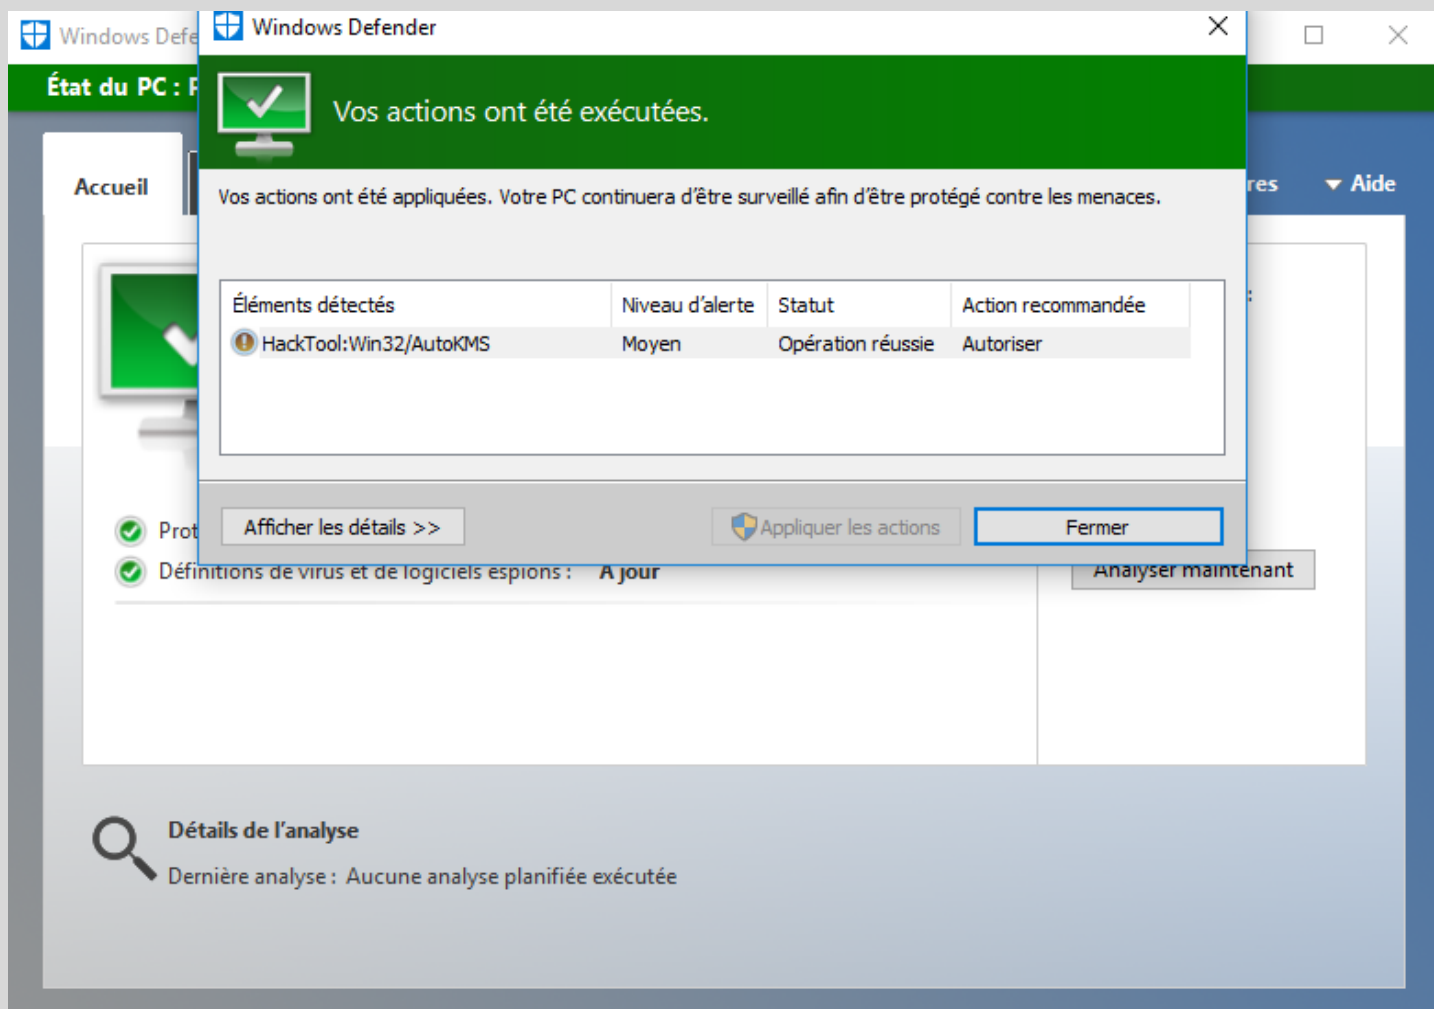 Windows Defe
Windows Defender
État du PC :
Vos actions ont été exécutées.
Accueil
res
Aide
Vos actions ont été appliquées. Votre PC continuera d'être surveillé afin d'être protégé contre les menaces.
Éléments détectés Niveau d'alerte Statut Action recommandée
HackTool:Win32/AutoKMS Moyen Opération réussie Autoriser
Afficher les détails >> Appliquer les actions Fermer
Prot
Définitions de virus et de logiciels espions : À jour
Analyser maintenant
Détails de l'analyse
Dernière analyse : Aucune analyse planifiée exécutée